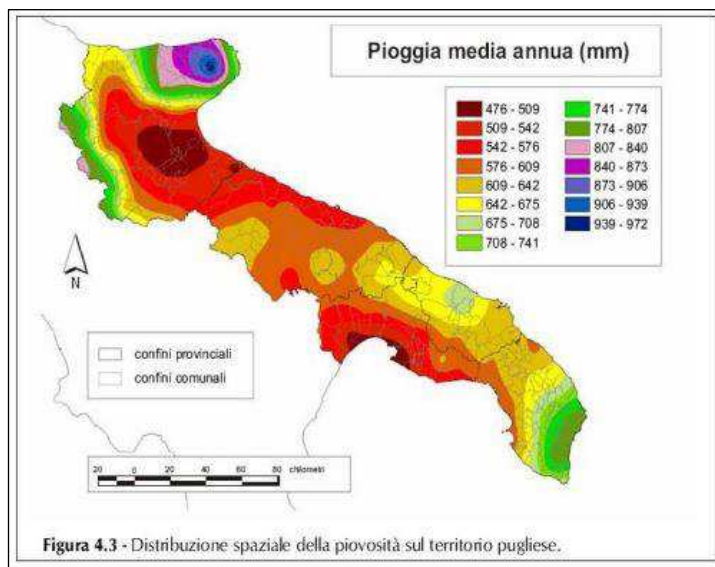 Pioggia media annua (mm)
476 - 509
509 - 542
542 - 576
576 - 609
609 - 642
642 - 675
675 - 708
708 - 741
741 - 774
774 - 807
807 - 840
840 - 873
873 - 906
906 - 939
939 - 972
N
confini provinciali
confini comunali
20 0 20 40 60 80 chilometri
Figura 4.3 - Distribuzione spaziale della piovosità sul territorio pugliese.